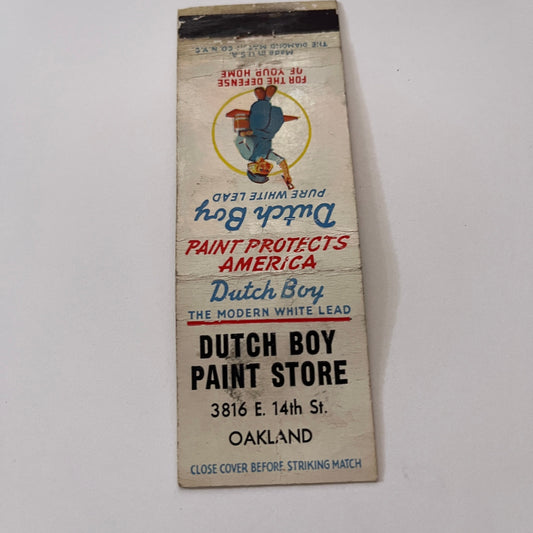 Made in U.S.A.
THE DIAMOND MAT... CO N.Y.C.
FOR THE DEFENSE
OF YOUR HOME
Dutch Boy
PURE WHITE LEAD
PAINT PROTECTS
AMERICA
Dutch Boy
THE MODERN WHITE LEAD
DUTCH BOY
PAINT STORE
3816 E. 14th St.
OAKLAND
CLOSE COVER BEFORE STRIKING MATCH